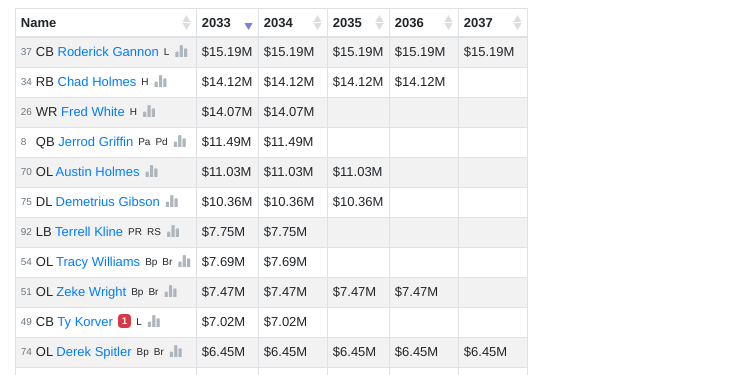 Name 2033 2034 2035 2036 2037
37 CB Roderick Gannon L $15.19M $15.19M $15.19M $15.19M $15.19M
34 RB Chad Holmes H $14.12M $14.12M $14.12M $14.12M
26 WR Fred White H $14.07M $14.07M
8 QB Jerrod Griffin Pa Pd $11.49M $11.49M
70 OL Austin Holmes $11.03M $11.03M $11.03M
75 DL Demetrius Gibson $10.36M $10.36M $10.36M
92 LB Terrell Kline PR RS $7.75M $7.75M
54 OL Tracy Williams Bp Br $7.69M $7.69M
51 OL Zeke Wright Bp Br $7.47M $7.47M $7.47M $7.47M
49 CB Ty Korver 1 L $7.02M $7.02M
74 OL Derek Spitler Bp Br $6.45M $6.45M $6.45M $6.45M $6.45M